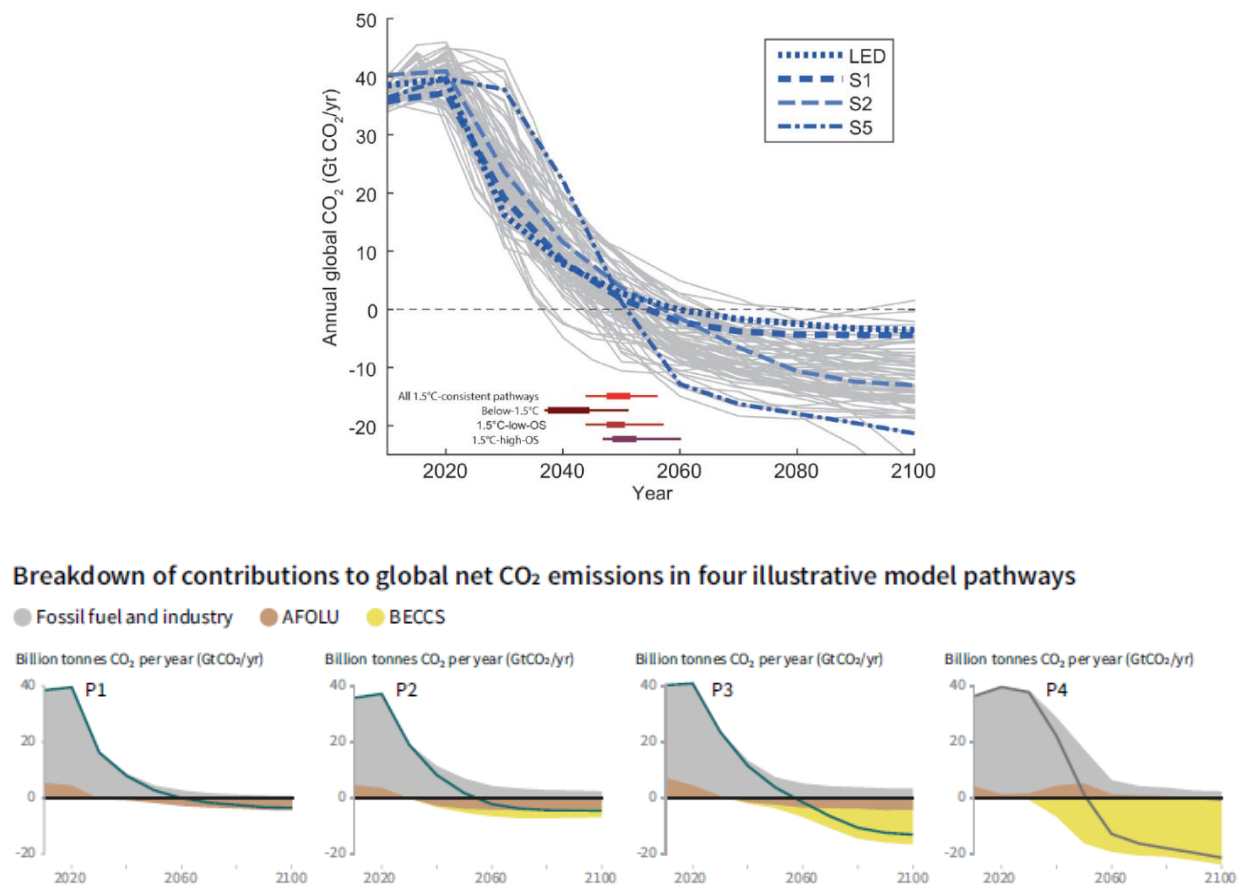 50
40
30
20
10
0
-10
-20
Annual global CO₂ (Gt CO₂/yr)
LED
S1
S2
S5
All 1.5°C-consistent pathways
Below-1.5°C
1.5°C-low-OS
1.5°C-high-OS
2020 2040 2060 2080 2100
Year
Breakdown of contributions to global net CO₂ emissions in four illustrative model pathways
Fossil fuel and industry AFOLU BECCS
Billion tonnes CO₂ per year (GtCO₂/yr) Billion tonnes CO₂ per year (GtCO₂/yr) Billion tonnes CO₂ per year (GtCO₂/yr) Billion tonnes CO₂ per year (GtCO₂/yr)
40 P1 40 P2 40 P3 40 P4
20 20 20 20
0 0 0 0
-20 -20 -20 -20
2020 2060 2100 2020 2060 2100 2020 2060 2100 2020 2060 2100